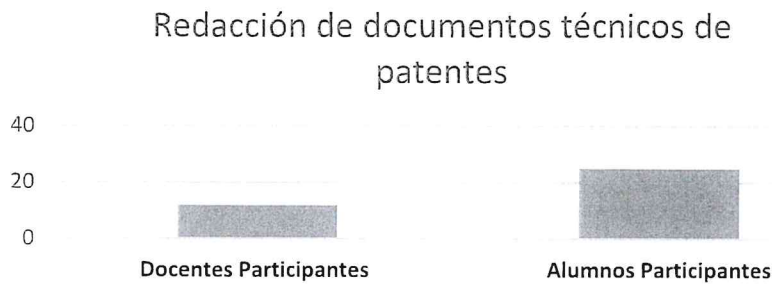 Redacción de documentos técnicos de
patentes
40
20
0
Docentes Participantes
Alumnos Participantes